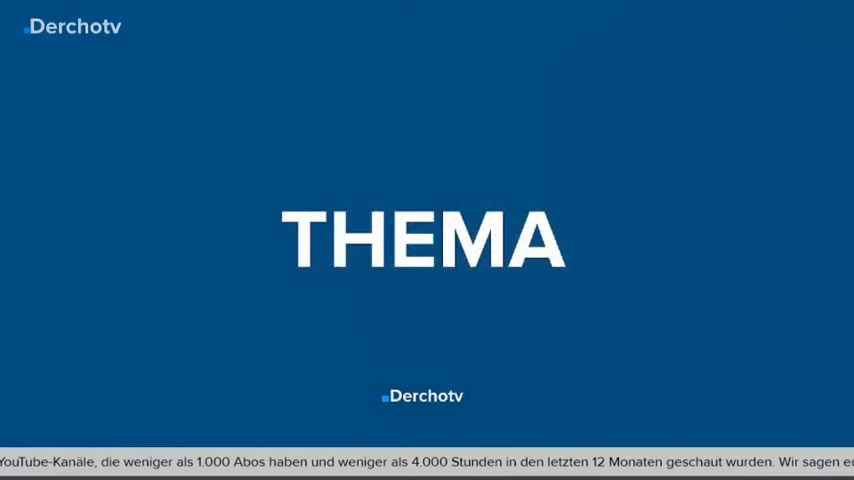 Derchotv
THEMA
Derchotv
YouTube-Kanäle, die weniger als 1.000 Abos haben und weniger als 4.000 Stunden in den letzten 12 Monaten geschaut wurden. Wir sagen eu